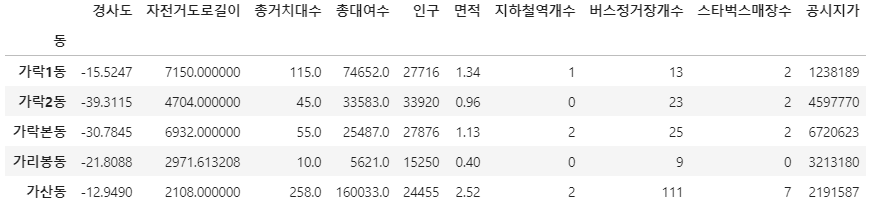 경사도 자전거도로길이 총거치대수 총대여수 인구 면적 지하철역개수 버스정거장개수 스타벅스매장수 공시지가
동
가락1동 -15.5247 7150.000000 115.0 74652.0 27716 1.34 1 13 2 1238189
가락2동 -39.3115 4704.000000 45.0 33583.0 33920 0.96 0 23 2 4597770
가락본동 -30.7845 6932.000000 55.0 25487.0 27876 1.13 2 25 2 6720623
가리봉동 -21.8088 2971.613208 10.0 5621.0 15250 0.40 0 9 0 3213180
가산동 -12.9490 2108.000000 258.0 160033.0 24455 2.52 2 111 7 2191587